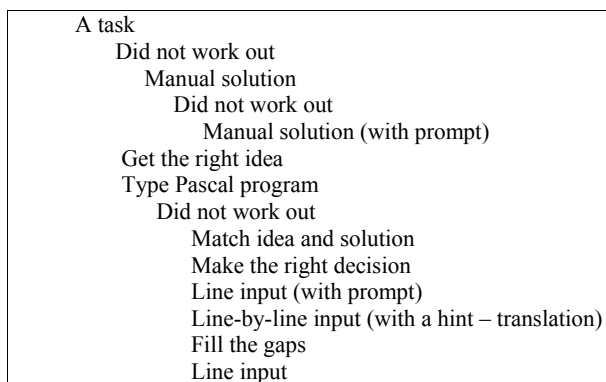 A task
Did not work out
Manual solution
Did not work out
Manual solution (with prompt)
Get the right idea
Type Pascal program
Did not work out
Match idea and solution
Make the right decision
Line input (with prompt)
Line-by-line input (with a hint – translation)
Fill the gaps
Line input